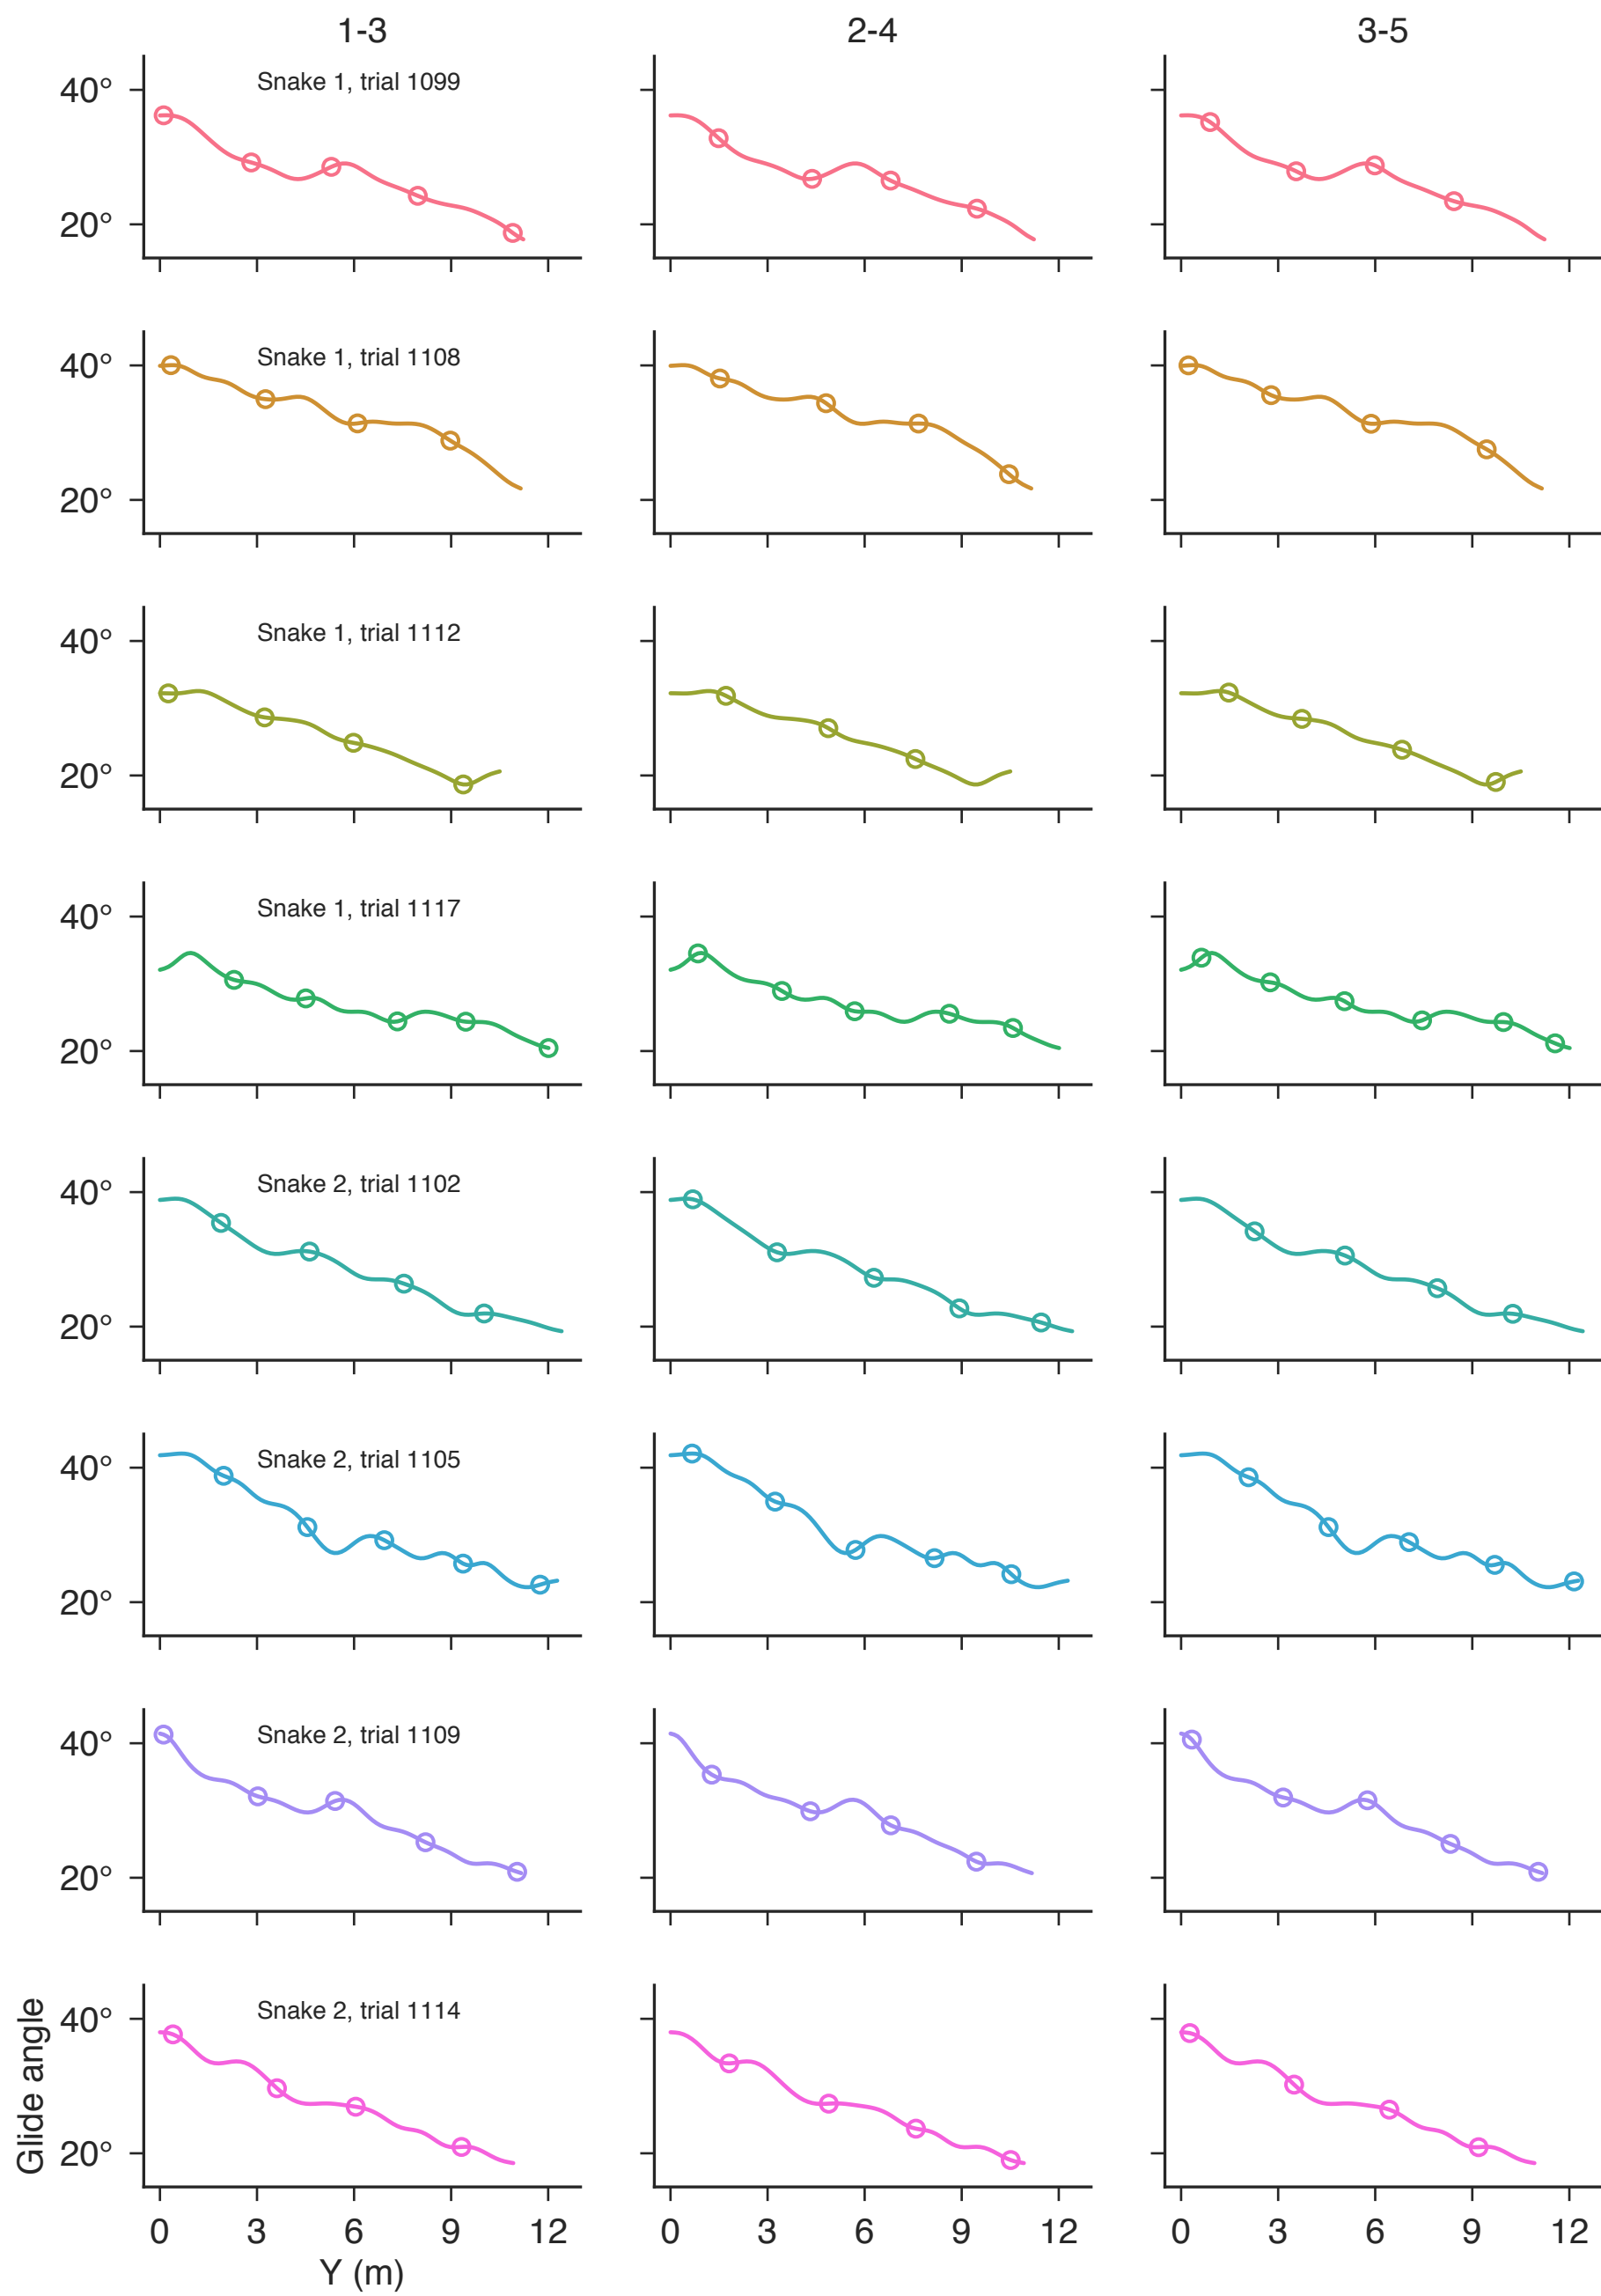 1-3 2-4 3-5
Snake 1, trial 1099
40°
20°
Snake 1, trial 1108
40°
20°
Snake 1, trial 1112
40°
20°
Snake 1, trial 1117
40°
20°
Snake 2, trial 1102
40°
20°
Snake 2, trial 1105
40°
20°
Snake 2, trial 1109
40°
20°
Snake 2, trial 1114
40°
20°
Glide angle
0 3 6 9 12 0 3 6 9 12 0 3 6 9 12
Y (m)